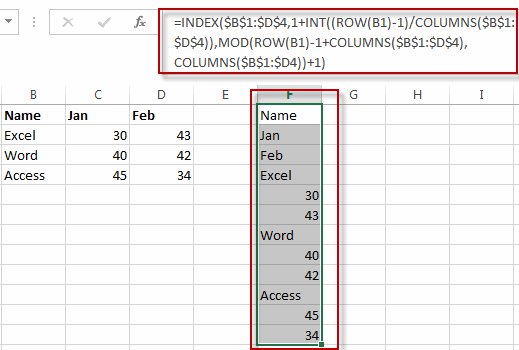 fx =INDEX($B$1:$D$4,1+INT((ROW(B1)-1)/COLUMNS($B$1:
$D$4)),MOD(ROW(B1)-1+COLUMNS($B$1:$D$4),
COLUMNS($B$1:$D4))+1)
B C D E F G H I
Name Jan Feb Name
Excel 30 43 Jan
Word 40 42 Feb
Access 45 34 Excel
30
43
Word
40
42
Access
45
34